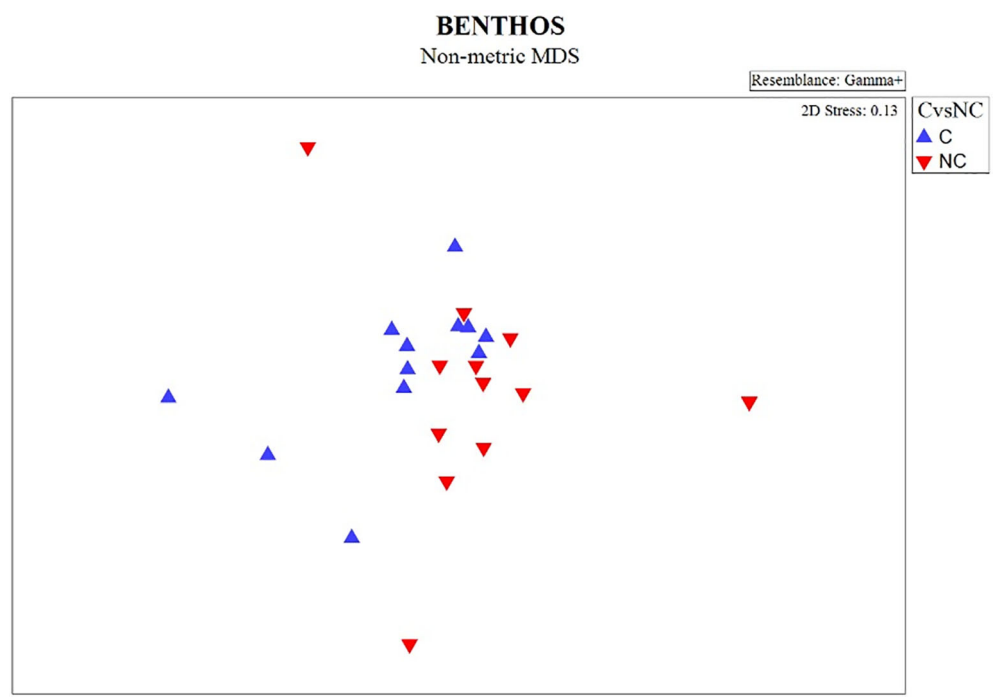 BENTHOS
Non-metric MDS
Resemblance: Gamma+
2D Stress: 0.13
CvsNC
C
NC